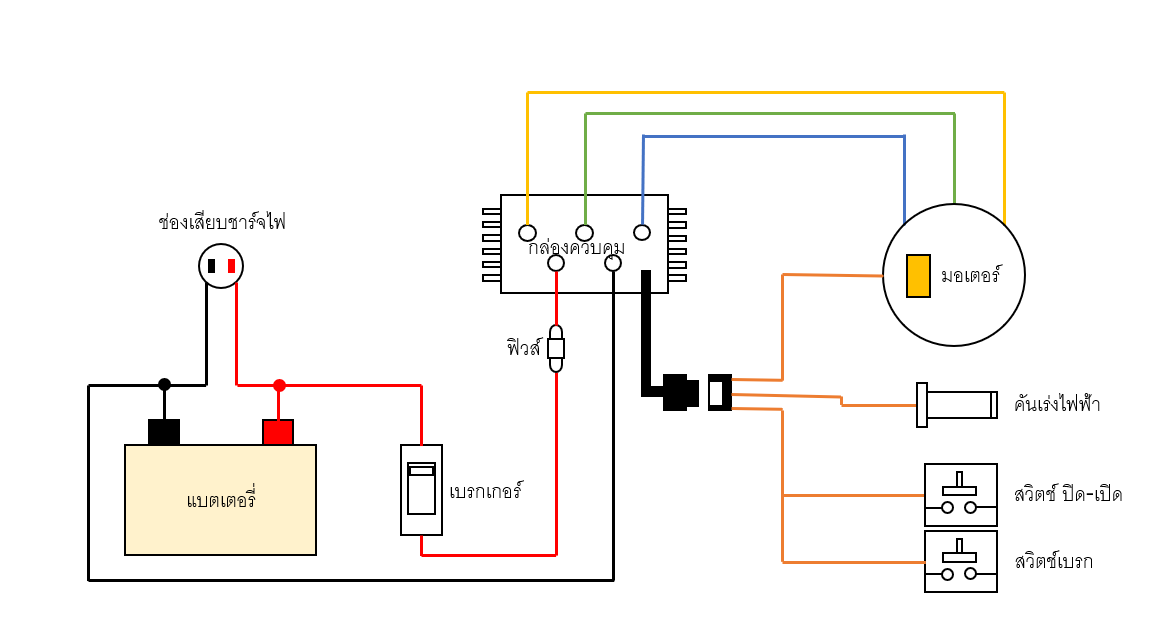 ช่องเสียบชาร์จไฟ
กล่องควบคุม
มอเตอร์
ฟิวส์
คันเร่งไฟฟ้า
แบตเตอรี่
เบรกเกอร์
สวิตช์ ปิด-เปิด
สวิตช์เบรก